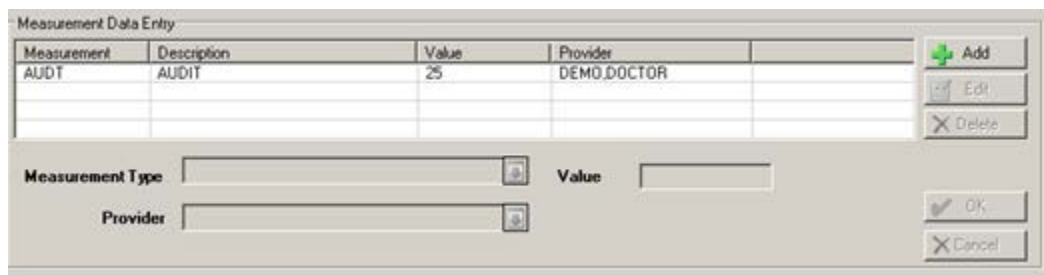 Measurement Data Entry
Measurement Description Value Provider
AUDT AUDIT 25 DEMO,DOCTOR
Add
Edit
Delete
Measurement Type Value
Provider
OK
Cancel